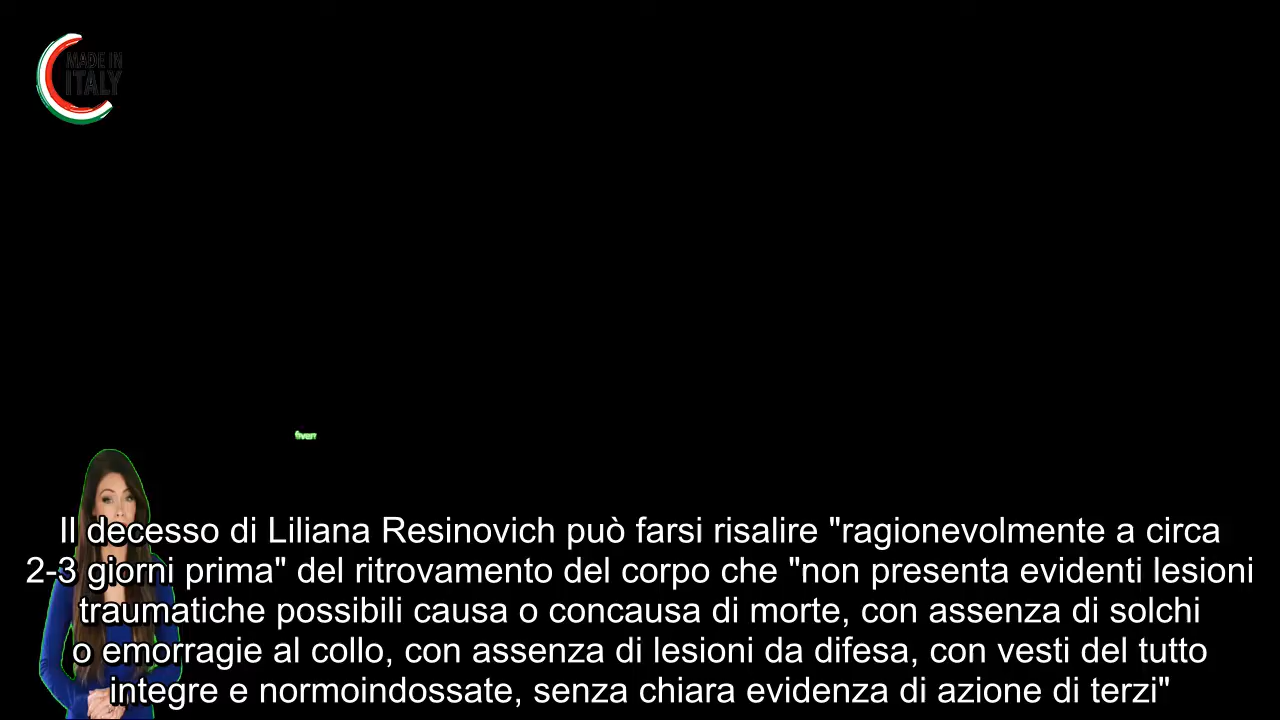 MADE IN
ITALY
fiverr
Il decesso di Liliana Resinovich può farsi risalire "ragionevolmente a circa
2-3 giorni prima" del ritrovamento del corpo che "non presenta evidenti lesioni
traumatiche possibili causa o concausa di morte, con assenza di solchi
o emorragie al collo, con assenza di lesioni da difesa, con vesti del tutto
integre e normoindossate, senza chiara evidenza di azione di terzi"